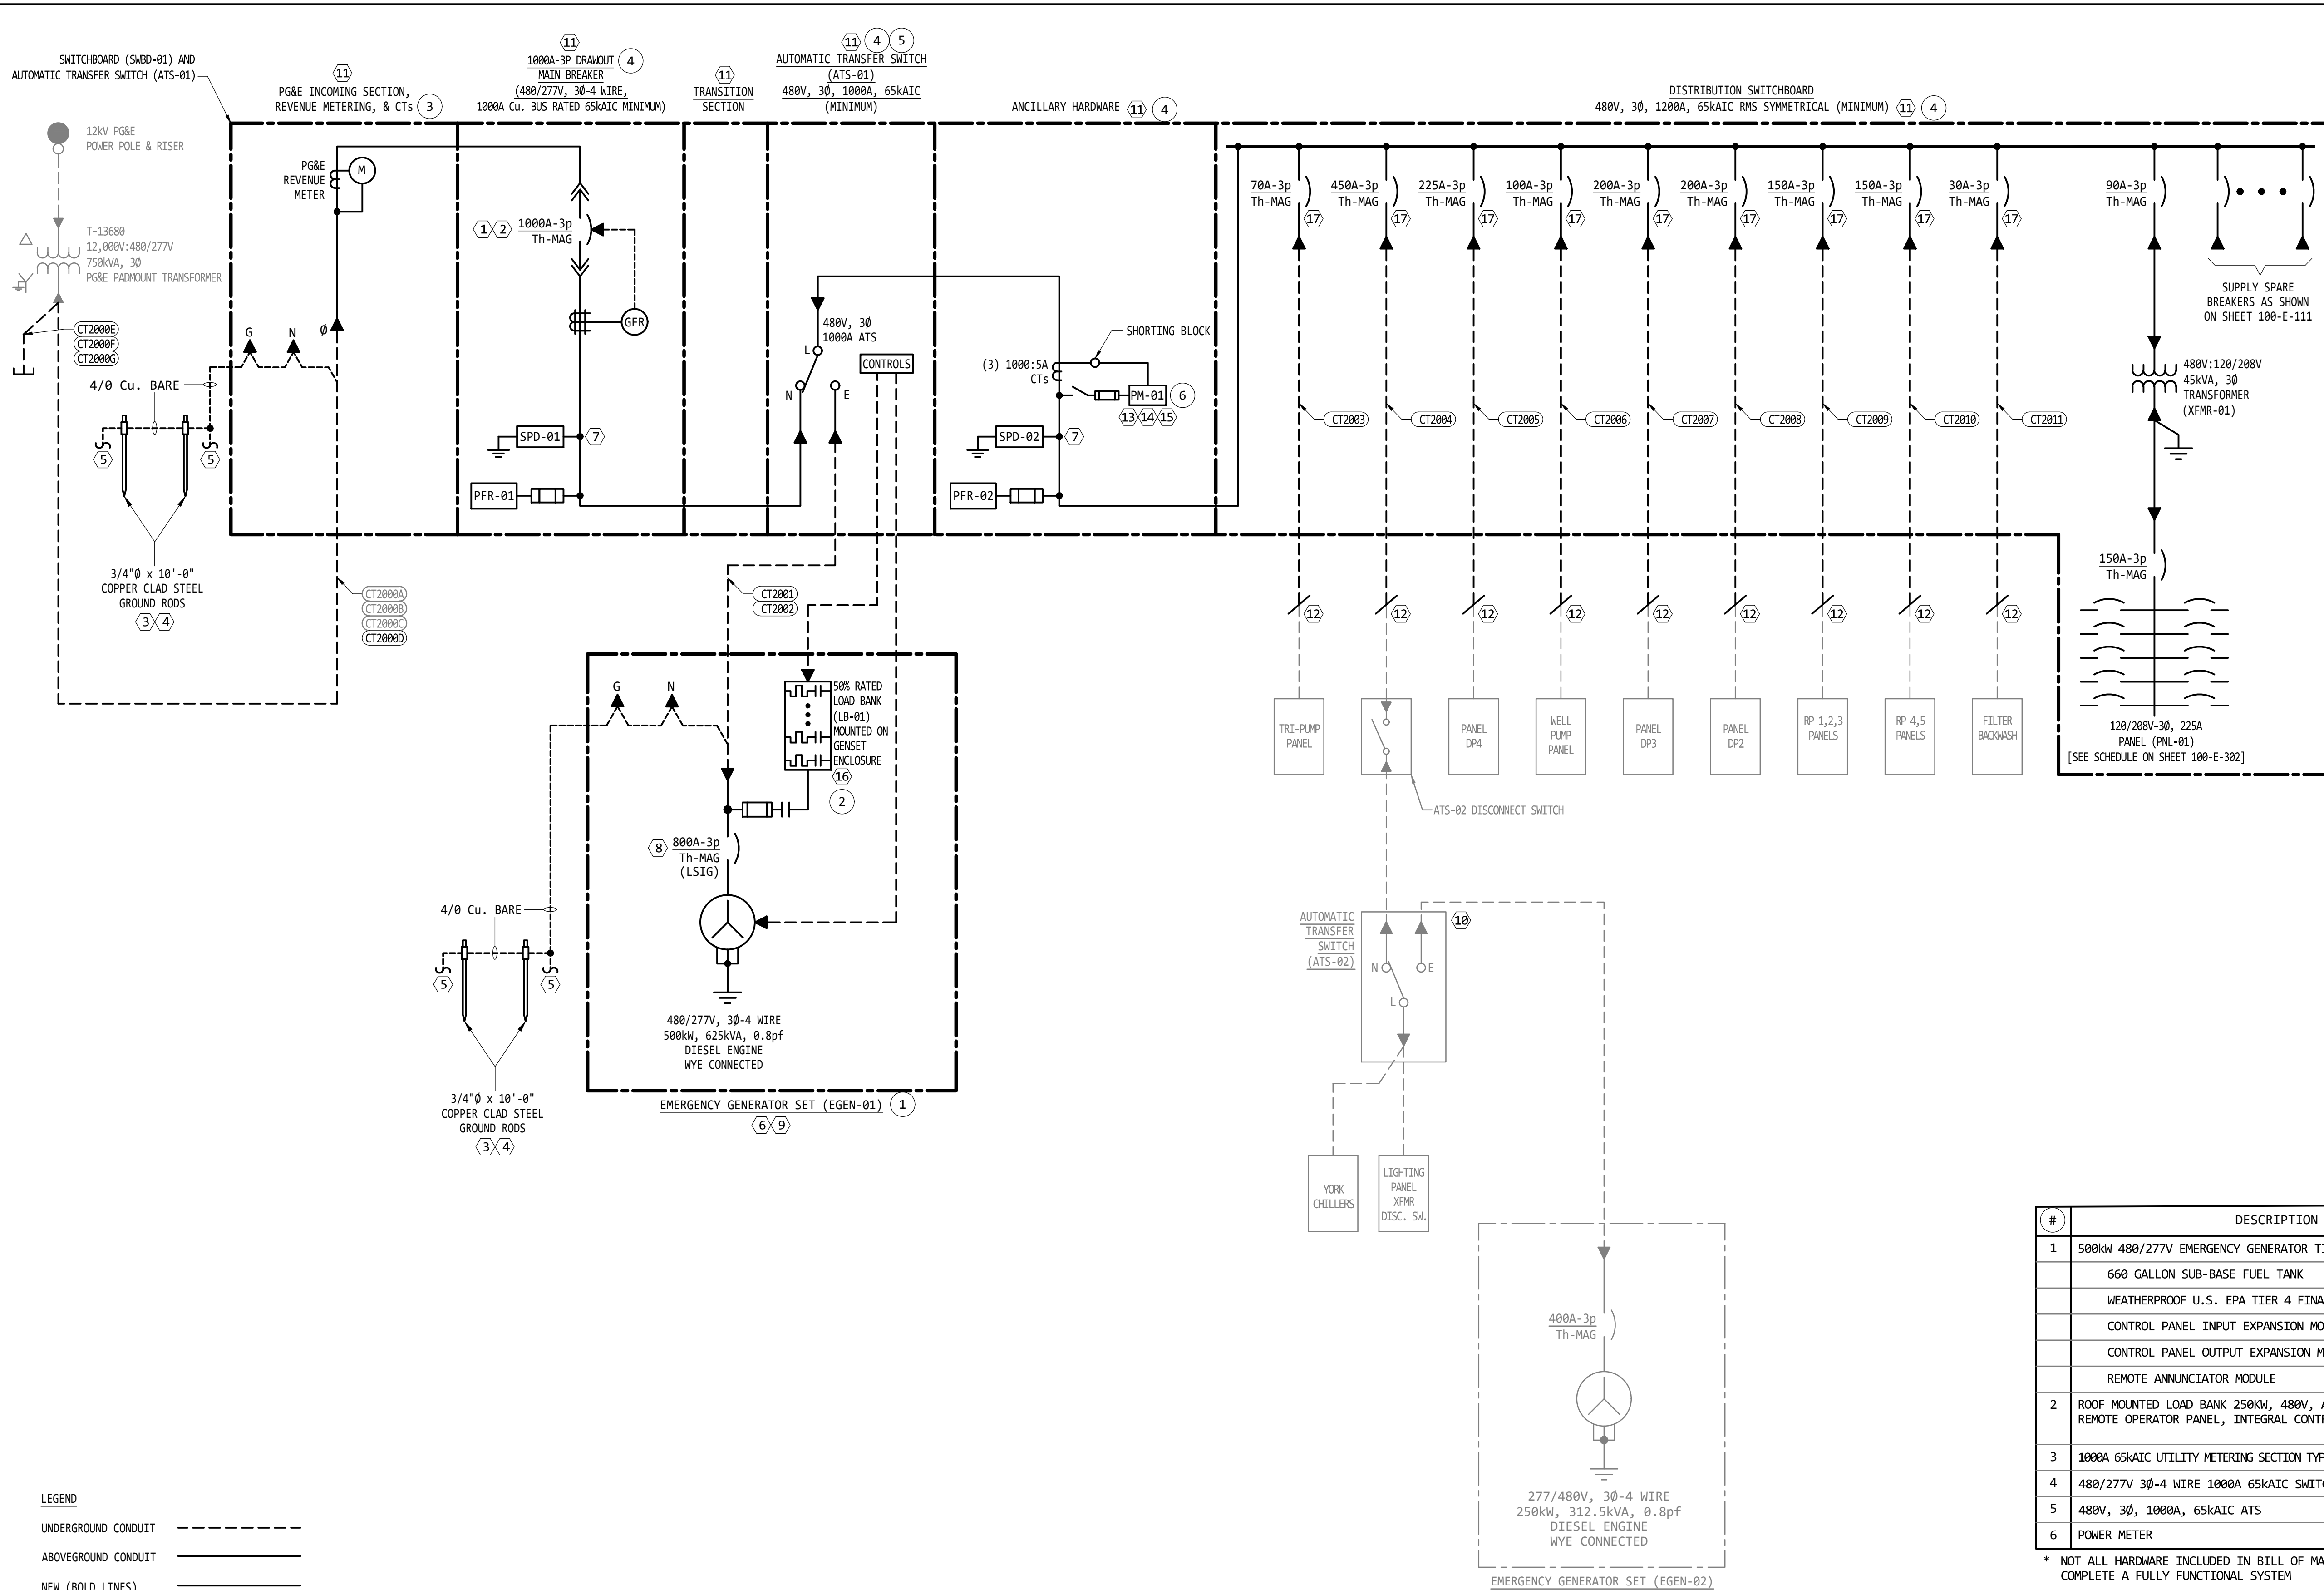 SWITCHBOARD (SWBD-01) AND
AUTOMATIC TRANSFER SWITCH (ATS-01)
11
PG&E INCOMING SECTION,
REVENUE METERING, & CTs
3
11
1000A-3P DRAWOUT
4
MAIN BREAKER
(480/277V, 3Ø-4 WIRE,
1000A Cu. BUS RATED 65kAIC MINIMUM)
11
TRANSITION
SECTION
11
4
5
AUTOMATIC TRANSFER SWITCH
(ATS-01)
480V, 3Ø, 1000A, 65kAIC
(MINIMUM)
ANCILLARY HARDWARE
11
4
DISTRIBUTION SWITCHBOARD
480V, 3Ø, 1200A, 65kAIC RMS SYMMETRICAL (MINIMUM)
11
4
12kV PG&E
POWER POLE & RISER
T-13680
12,000V:480/277V
750kVA, 3Ø
PG&E PADMOUNT TRANSFORMER
CT2000E
CT2000F
CT2000G
PG&E
REVENUE
METER
M
G
N
Ø
4/0 Cu. BARE
5
5
3/4"Ø x 10'-0"
COPPER CLAD STEEL
GROUND RODS
3
4
CT2000A
CT2000B
CT2000C
CT2000D
1
2
1000A-3p
Th-MAG
GFR
SPD-01
7
PFR-01
480V, 3Ø
1000A ATS
L
N
E
CONTROLS
SHORTING BLOCK
(3) 1000:5A
CTs
PM-01
6
13
14
15
SPD-02
7
PFR-02
70A-3p
Th-MAG
17
450A-3p
Th-MAG
17
225A-3p
Th-MAG
17
100A-3p
Th-MAG
17
200A-3p
Th-MAG
17
200A-3p
Th-MAG
17
150A-3p
Th-MAG
17
150A-3p
Th-MAG
17
30A-3p
Th-MAG
17
90A-3p
Th-MAG
SUPPLY SPARE
BREAKERS AS SHOWN
ON SHEET 100-E-111
CT2003
CT2004
CT2005
CT2006
CT2007
CT2008
CT2009
CT2010
CT2011
480V:120/208V
45kVA, 3Ø
TRANSFORMER
(XFMR-01)
150A-3p
Th-MAG
12
12
12
12
12
12
12
12
12
TRI-PUMP
PANEL
PANEL
DP4
WELL
PUMP
PANEL
PANEL
DP3
PANEL
DP2
RP 1,2,3
PANELS
RP 4,5
PANELS
FILTER
BACKWASH
120/208V-3Ø, 225A
PANEL (PNL-01)
[SEE SCHEDULE ON SHEET 100-E-302]
ATS-02 DISCONNECT SWITCH
CT2001
CT2002
G
N
50% RATED
LOAD BANK
(LB-01)
MOUNTED ON
GENSET
ENCLOSURE
16
2
8
800A-3p
Th-MAG
(LSIG)
4/0 Cu. BARE
5
5
3/4"Ø x 10'-0"
COPPER CLAD STEEL
GROUND RODS
3
4
480/277V, 3Ø-4 WIRE
500kW, 625kVA, 0.8pf
DIESEL ENGINE
WYE CONNECTED
EMERGENCY GENERATOR SET (EGEN-01)
1
6
9
AUTOMATIC
TRANSFER
SWITCH
(ATS-02)
N
E
L
10
YORK
CHILLERS
LIGHTING
PANEL
XFMR
DISC. SW.
400A-3p
Th-MAG
277/480V, 3Ø-4 WIRE
250kW, 312.5kVA, 0.8pf
DIESEL ENGINE
WYE CONNECTED
EMERGENCY GENERATOR SET (EGEN-02)
LEGEND
UNDERGROUND CONDUIT
ABOVEGROUND CONDUIT
NEW (BOLD LINES)
# DESCRIPTION
1 500kW 480/277V EMERGENCY GENERATOR
660 GALLON SUB-BASE FUEL TANK
WEATHERPROOF U.S. EPA TIER 4
CONTROL PANEL INPUT EXPANSION
CONTROL PANEL OUTPUT EXPANSION
REMOTE ANNUNCIATOR MODULE
2 ROOF MOUNTED LOAD BANK 250KW, 480V,
REMOTE OPERATOR PANEL, INTEGRAL
3 1000A 65kAIC UTILITY METERING SECTION
4 480/277V 3Ø-4 WIRE 1000A 65kAIC
5 480V, 3Ø, 1000A, 65kAIC ATS
6 POWER METER
* NOT ALL HARDWARE INCLUDED IN BILL OF
COMPLETE A FULLY FUNCTIONAL SYSTEM